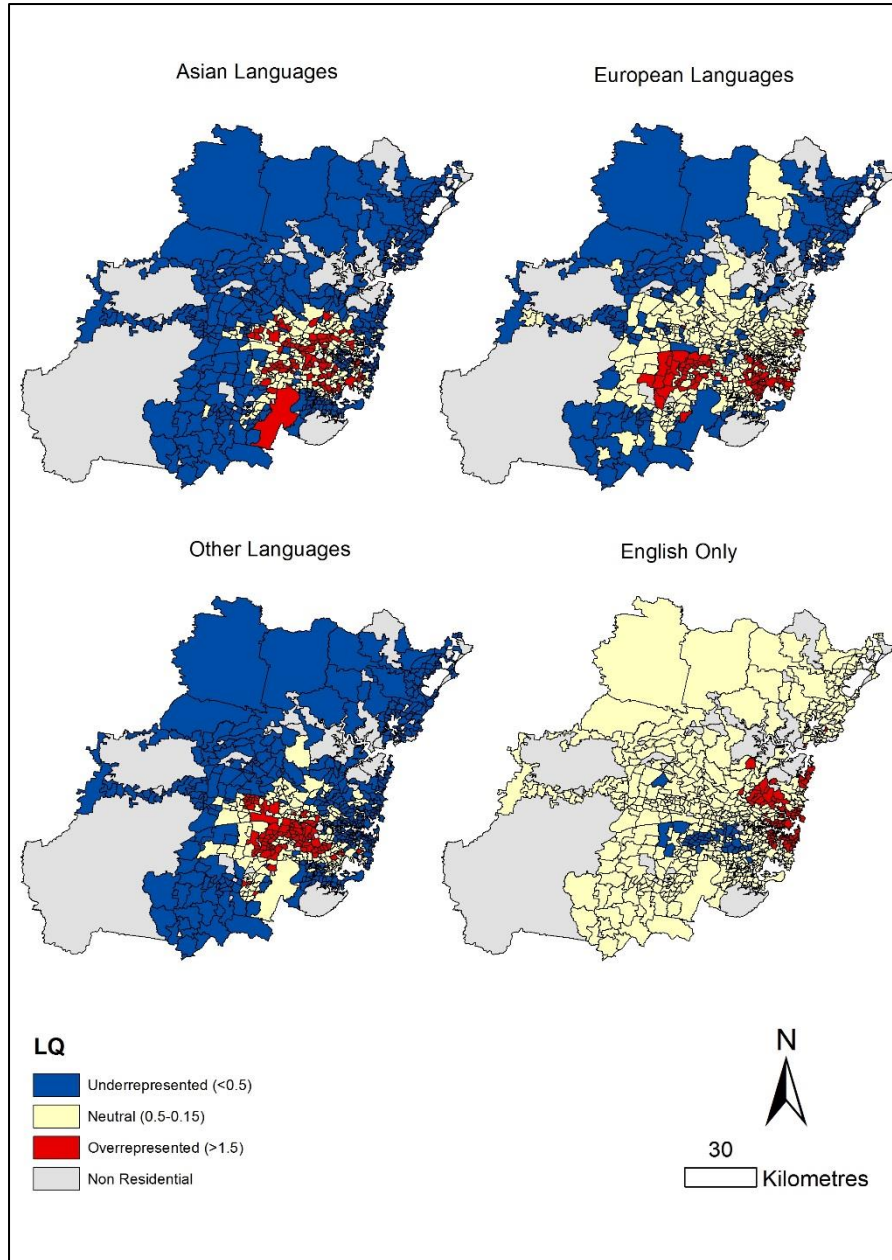 Asian Languages
European Languages
Other Languages
English Only
LQ
Underrepresented (<0.5)
Neutral (0.5-0.15)
Overrepresented (>1.5)
Non Residential
N
30
Kilometres